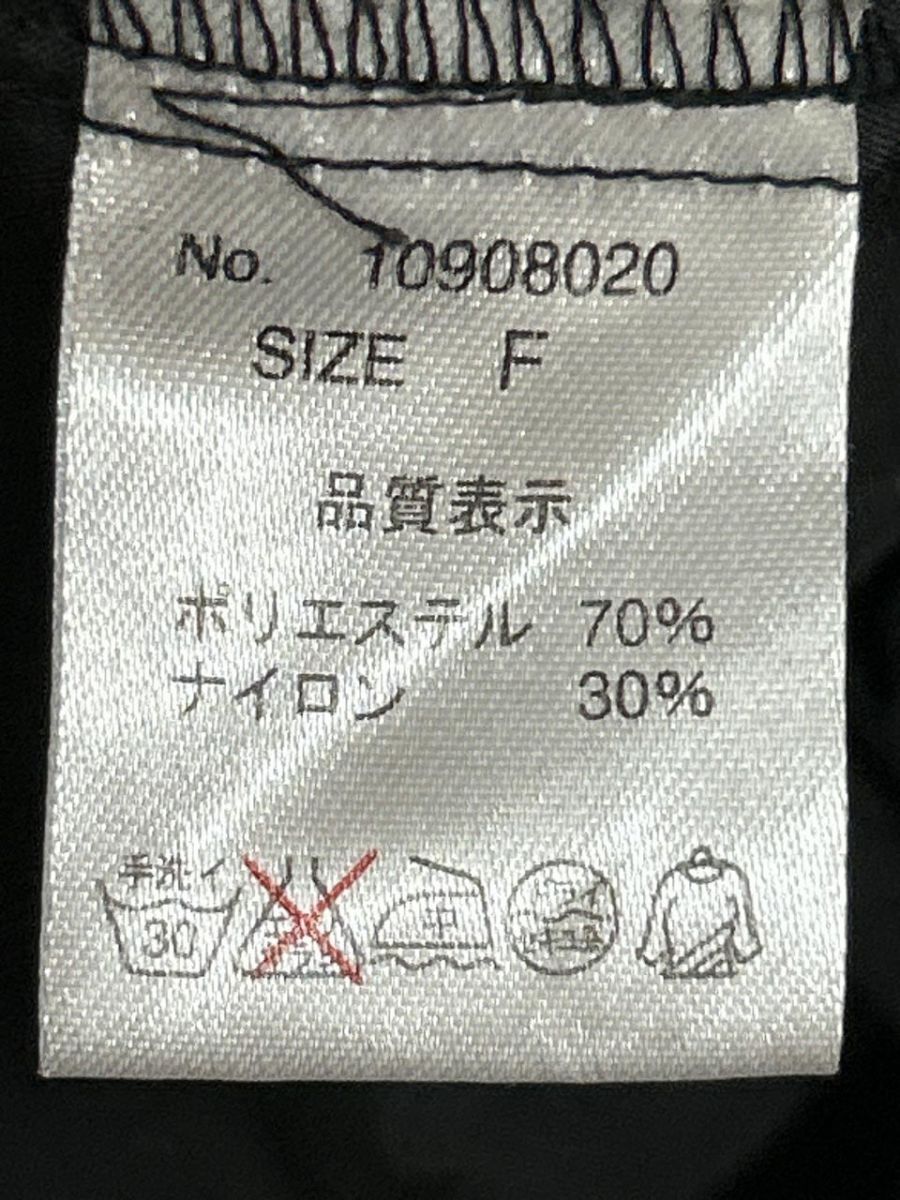 No. 10908020
SIZE F
品質表示
ポリエステル 70%
ナイロン 30%
手洗イ
30
中